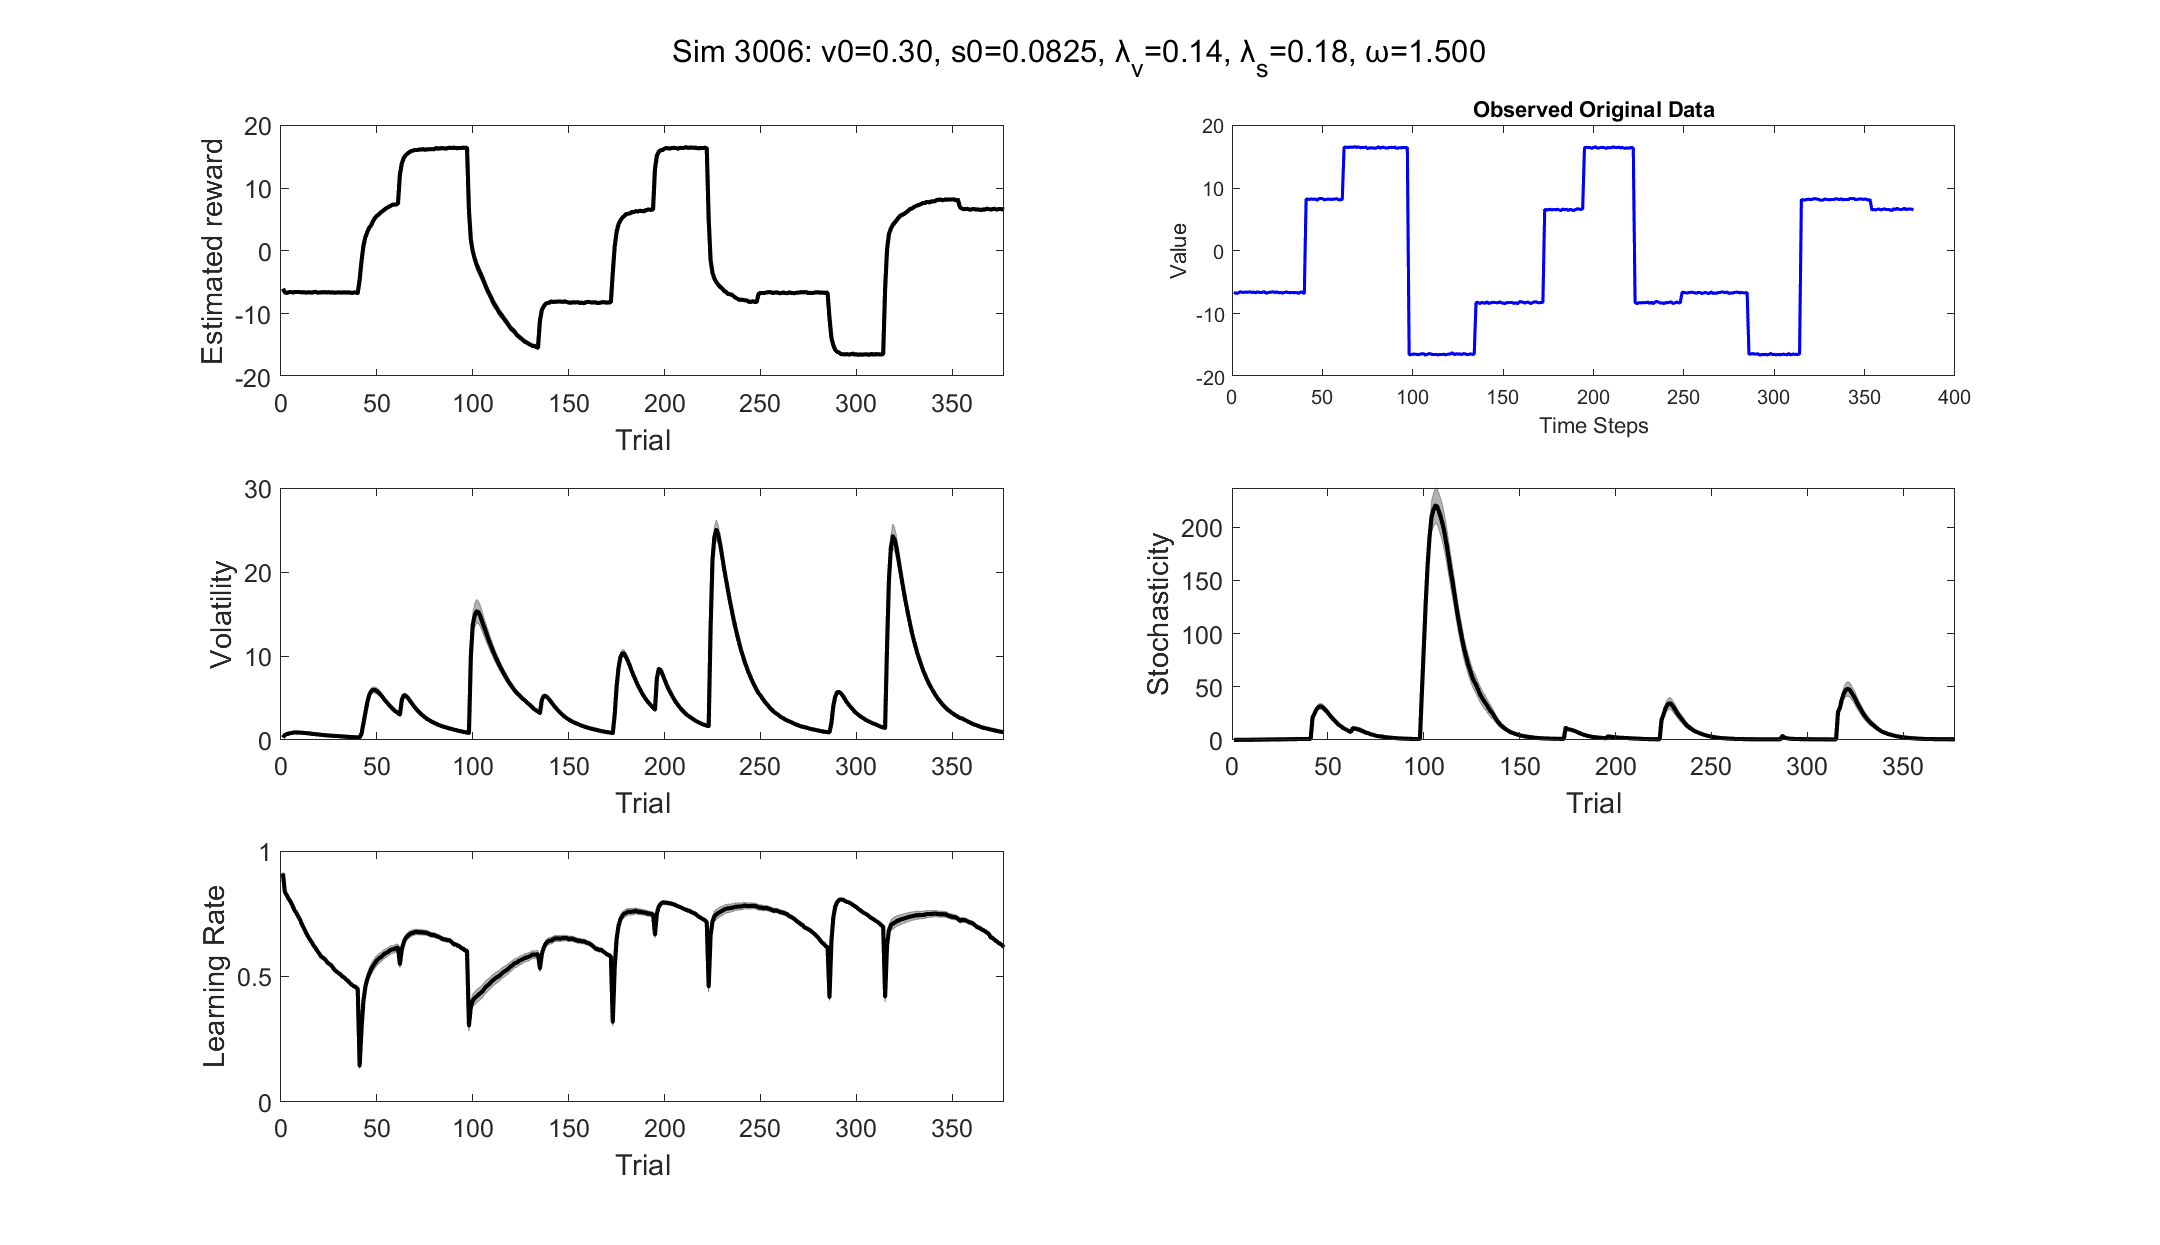 Sim 3006: v0=0.30, s0=0.0825, λ_v=0.14, λ_s=0.18, ω=1.500
Estimated reward
20
10
0
-10
-20
0 50 100 150 200 250 300 350
Trial
Observed Original Data
Value
20
10
0
-10
-20
0 50 100 150 200 250 300 350 400
Time Steps
Volatility
30
20
10
0
0 50 100 150 200 250 300 350
Trial
Stochasticity
200
150
100
50
0
0 50 100 150 200 250 300 350
Trial
Learning Rate
1
0.5
0
0 50 100 150 200 250 300 350
Trial